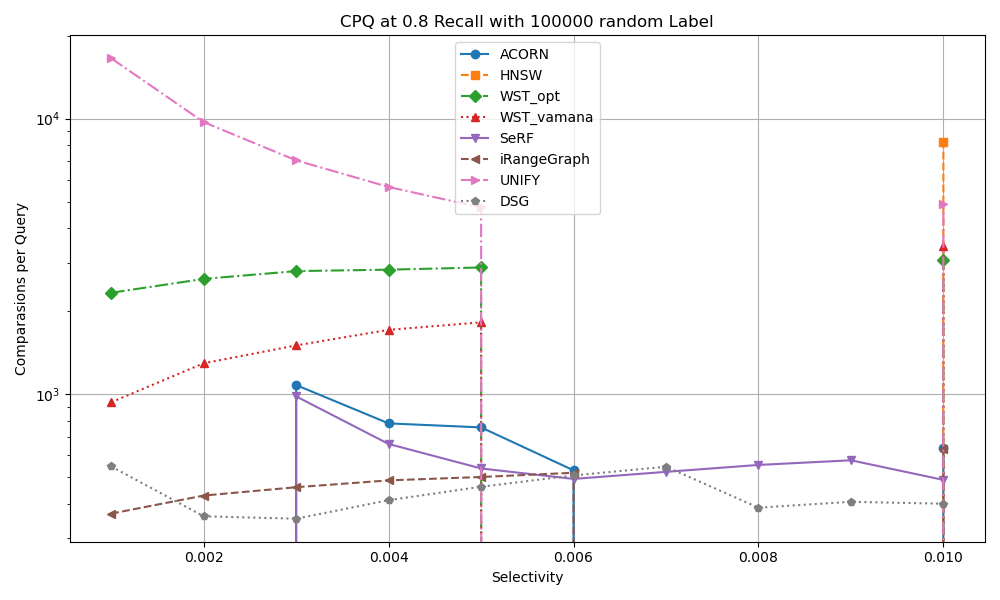 CPQ at 0.8 Recall with 100000 random Label
Comparasions per Query
10^4
10^3
ACORN
HNSW
WST_opt
WST_vamana
SeRF
iRangeGraph
UNIFY
DSG
0.002
0.004
0.006
0.008
0.010
Selectivity